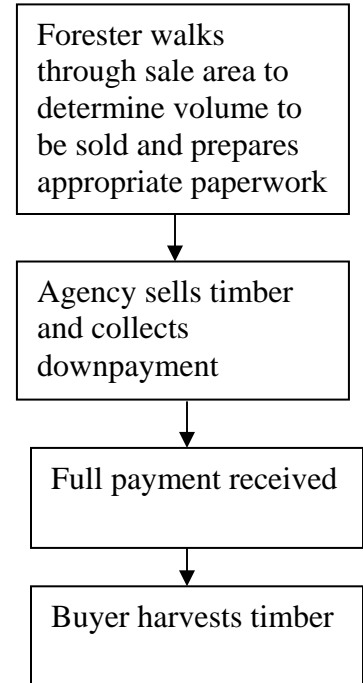 Forester walks
through sale area to
determine volume to
be sold and prepares
appropriate paperwork
Agency sells timber
and collects
downpayment
Full payment received
Buyer harvests timber